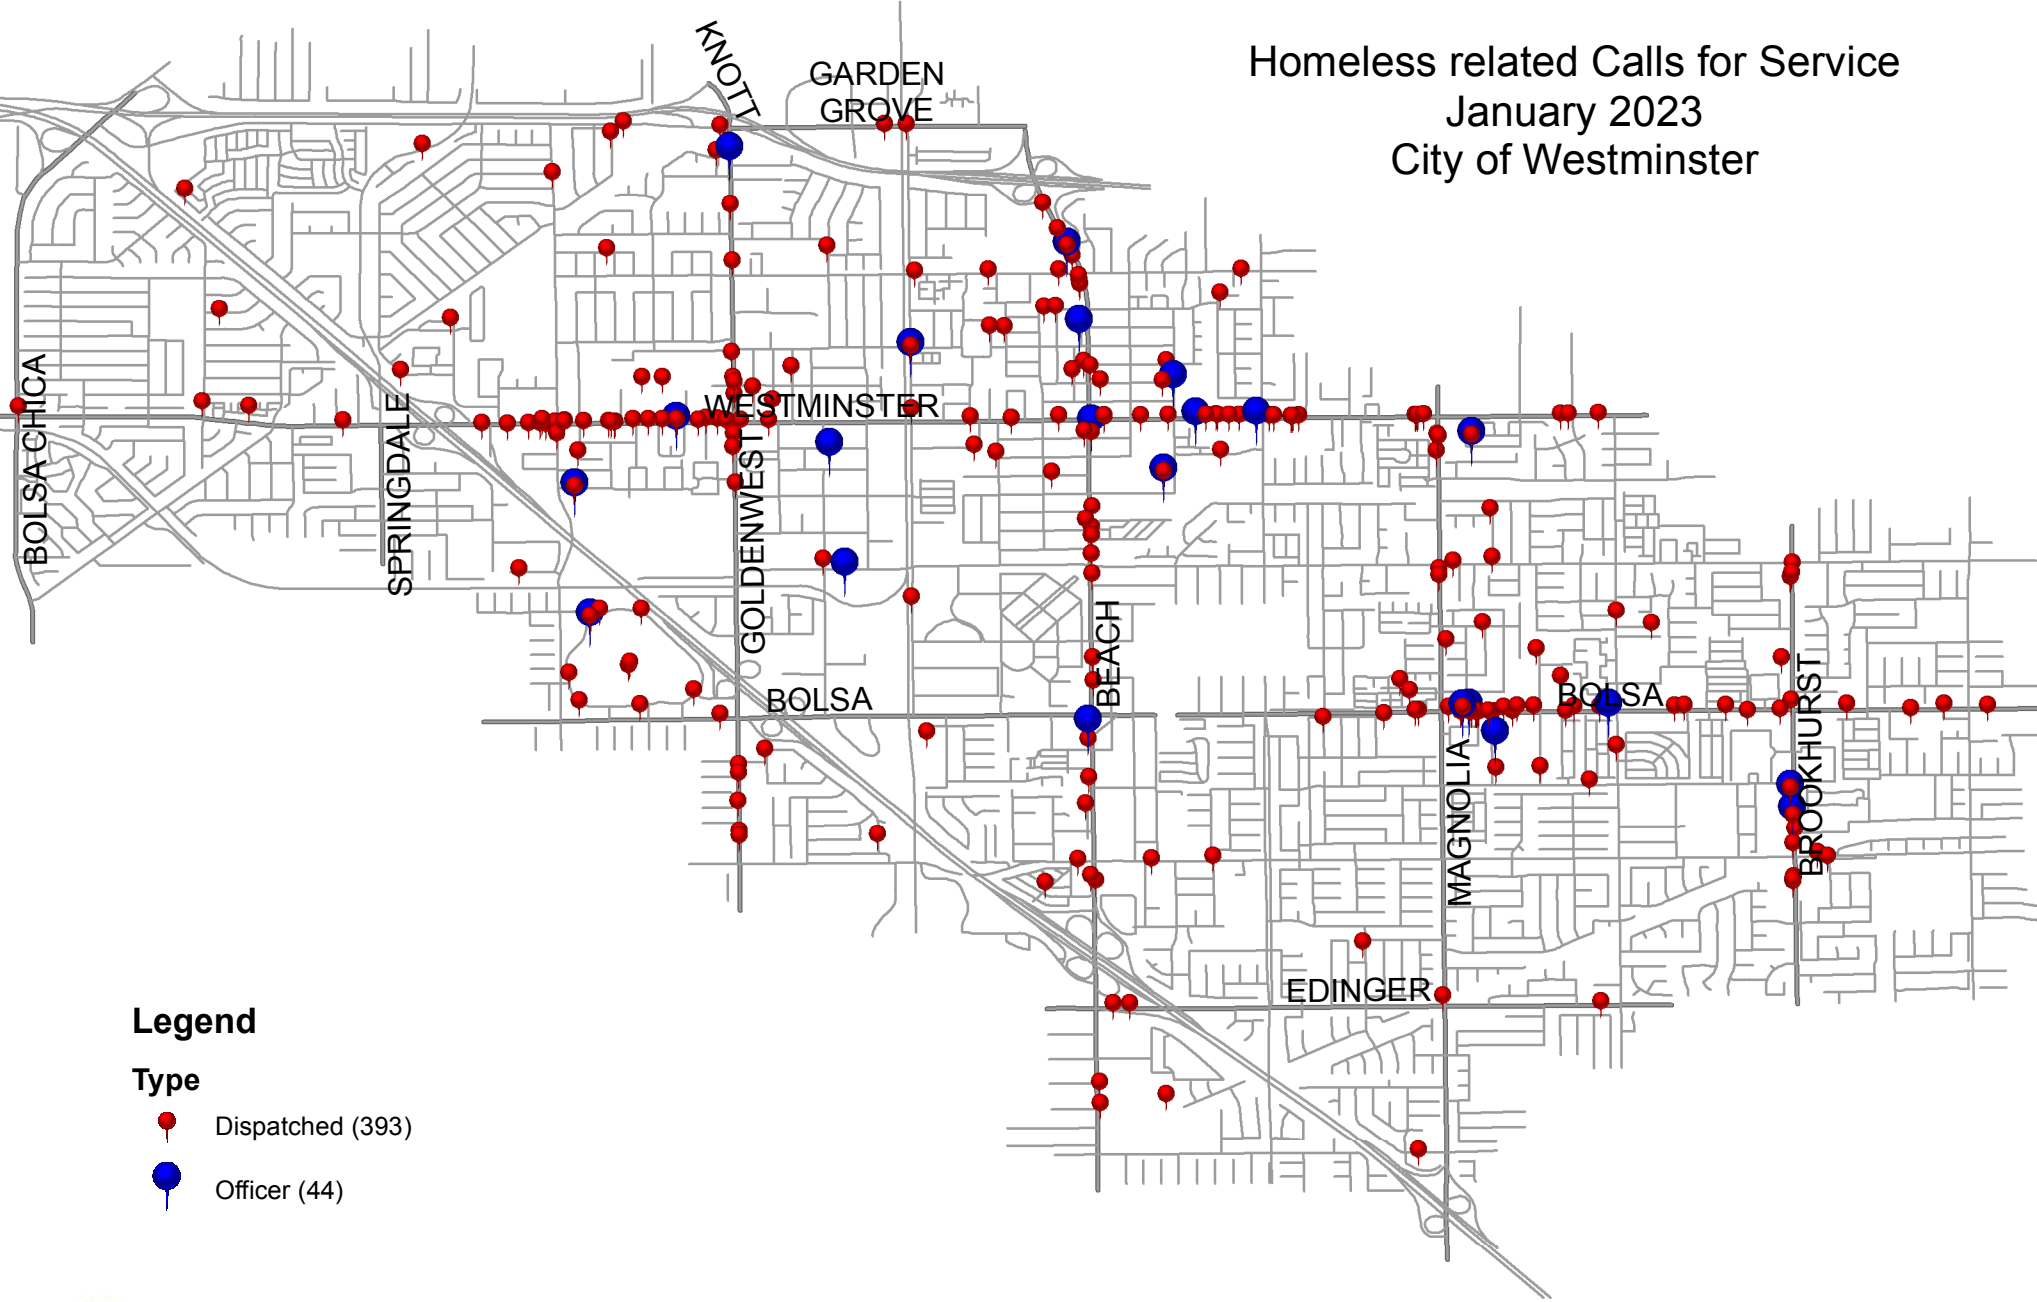 Homeless related Calls for Service
January 2023
City of Westminster
KNOTT
GARDEN
GROVE
BOLSA CHICA
SPRINGDALE
WESTMINSTER
GOLDENWEST
BEACH
BOLSA
BOLSA
MAGNOLIA
BROOKHURST
EDINGER
Legend
Type
Dispatched (393)
Officer (44)